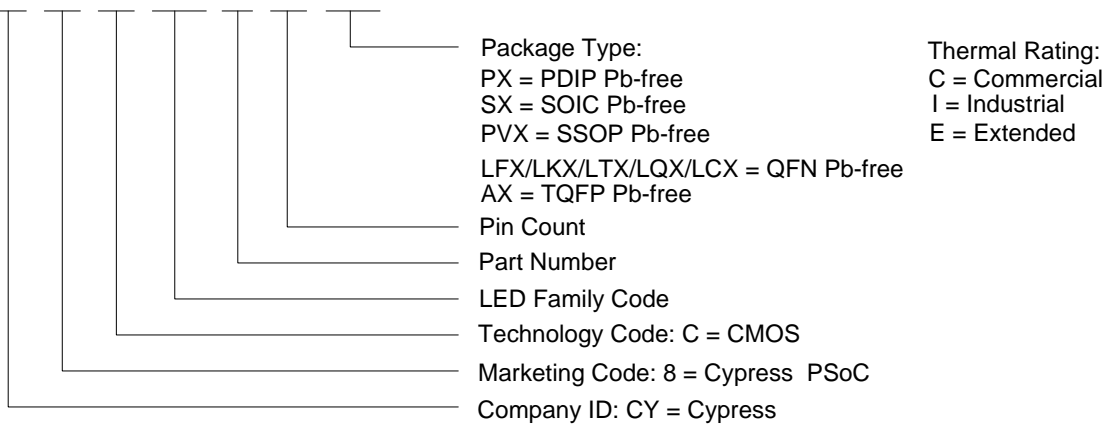 Package Type:
PX = PDIP Pb-free
SX = SOIC Pb-free
PVX = SSOP Pb-free
LFX/LKX/LTX/LQX/LCX = QFN Pb-free
AX = TQFP Pb-free
Thermal Rating:
C = Commercial
I = Industrial
E = Extended
Pin Count
Part Number
LED Family Code
Technology Code: C = CMOS
Marketing Code: 8 = Cypress PSoC
Company ID: CY = Cypress